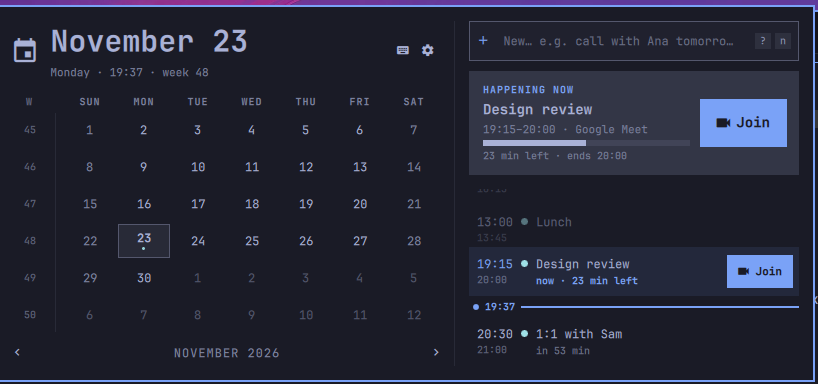 November 23
Monday · 19:37 · week 48
W SUN MON TUE WED THU FRI SAT
45 1 2 3 4 5 6 7
46 8 9 10 11 12 13 14
47 15 16 17 18 19 20 21
48 22 23 24 25 26 27 28
49 29 30 1 2 3 4 5
50 6 7 8 9 10 11 12
‹ NOVEMBER 2026 ›
+ New… e.g. call with Ana tomorro… ? n
HAPPENING NOW
Design review
19:15–20:00 · Google Meet
Join
23 min left · ends 20:00
13:00 Lunch
13:45
19:15 Design review
20:00 now · 23 min left
Join
19:37
20:30 1:1 with Sam
21:00 in 53 min